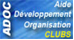 ADOC
Aide
Développement
Organisation
CLUBS